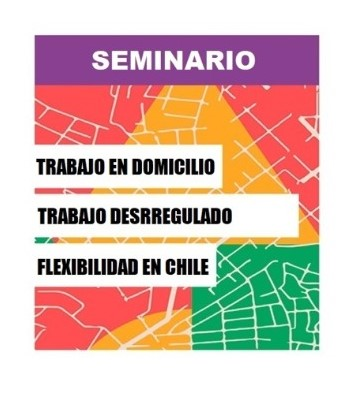 SEMINARIO
TRABAJO EN DOMICILIO
TRABAJO DESRREGULADO
FLEXIBILIDAD EN CHILE